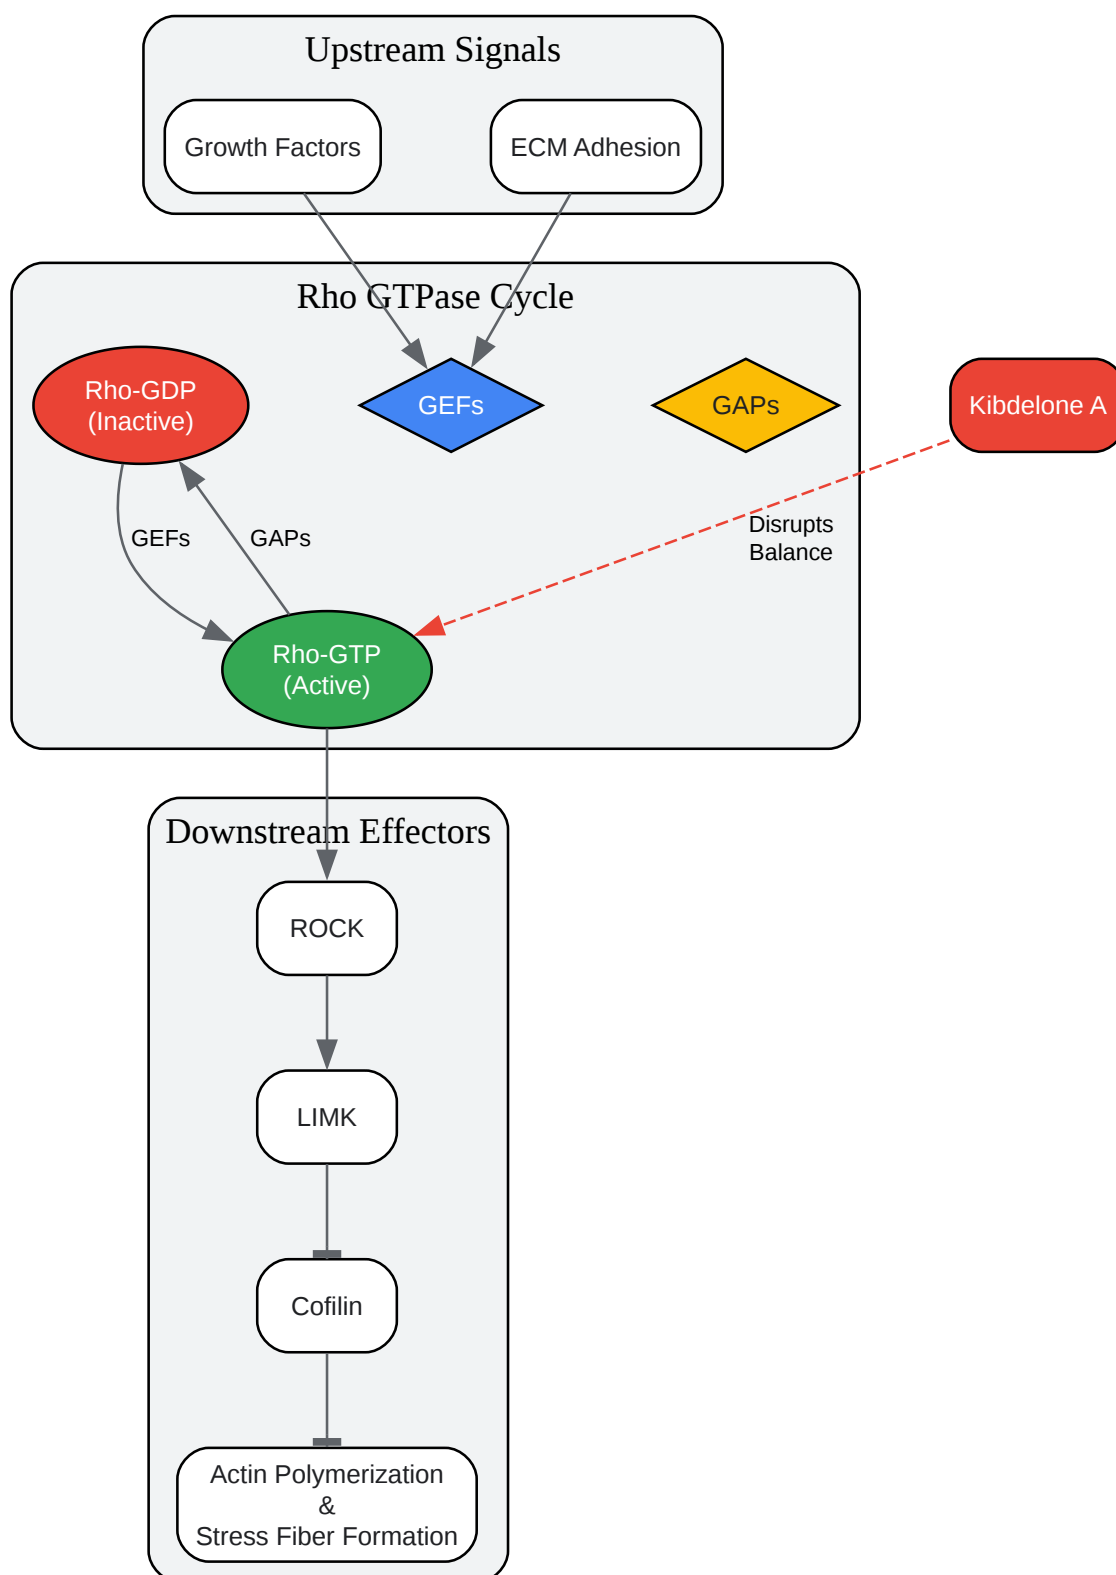 Upstream Signals
Growth Factors
ECM Adhesion
Rho GTPase Cycle
Rho-GDP
(Inactive)
GEFs
GAPs
Kibdelone A
GEFs
GAPs
Disrupts
Balance
Rho-GTP
(Active)
Downstream Effectors
ROCK
LIMK
Cofilin
Actin Polymerization
&
Stress Fiber Formation